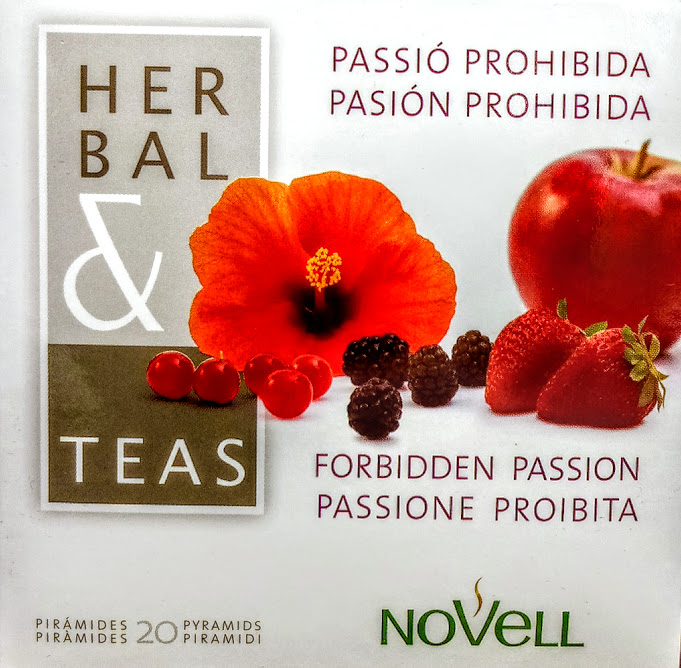 HER
BAL
&
TEAS
PASSIÓ PROHIBIDA
PASIÓN PROHIBIDA
FORBIDDEN PASSION
PASSIONE PROIBITA
PIRÁMIDES 20 PYRAMIDS
PIRÀMIDES PIRAMIDI
NOVELL